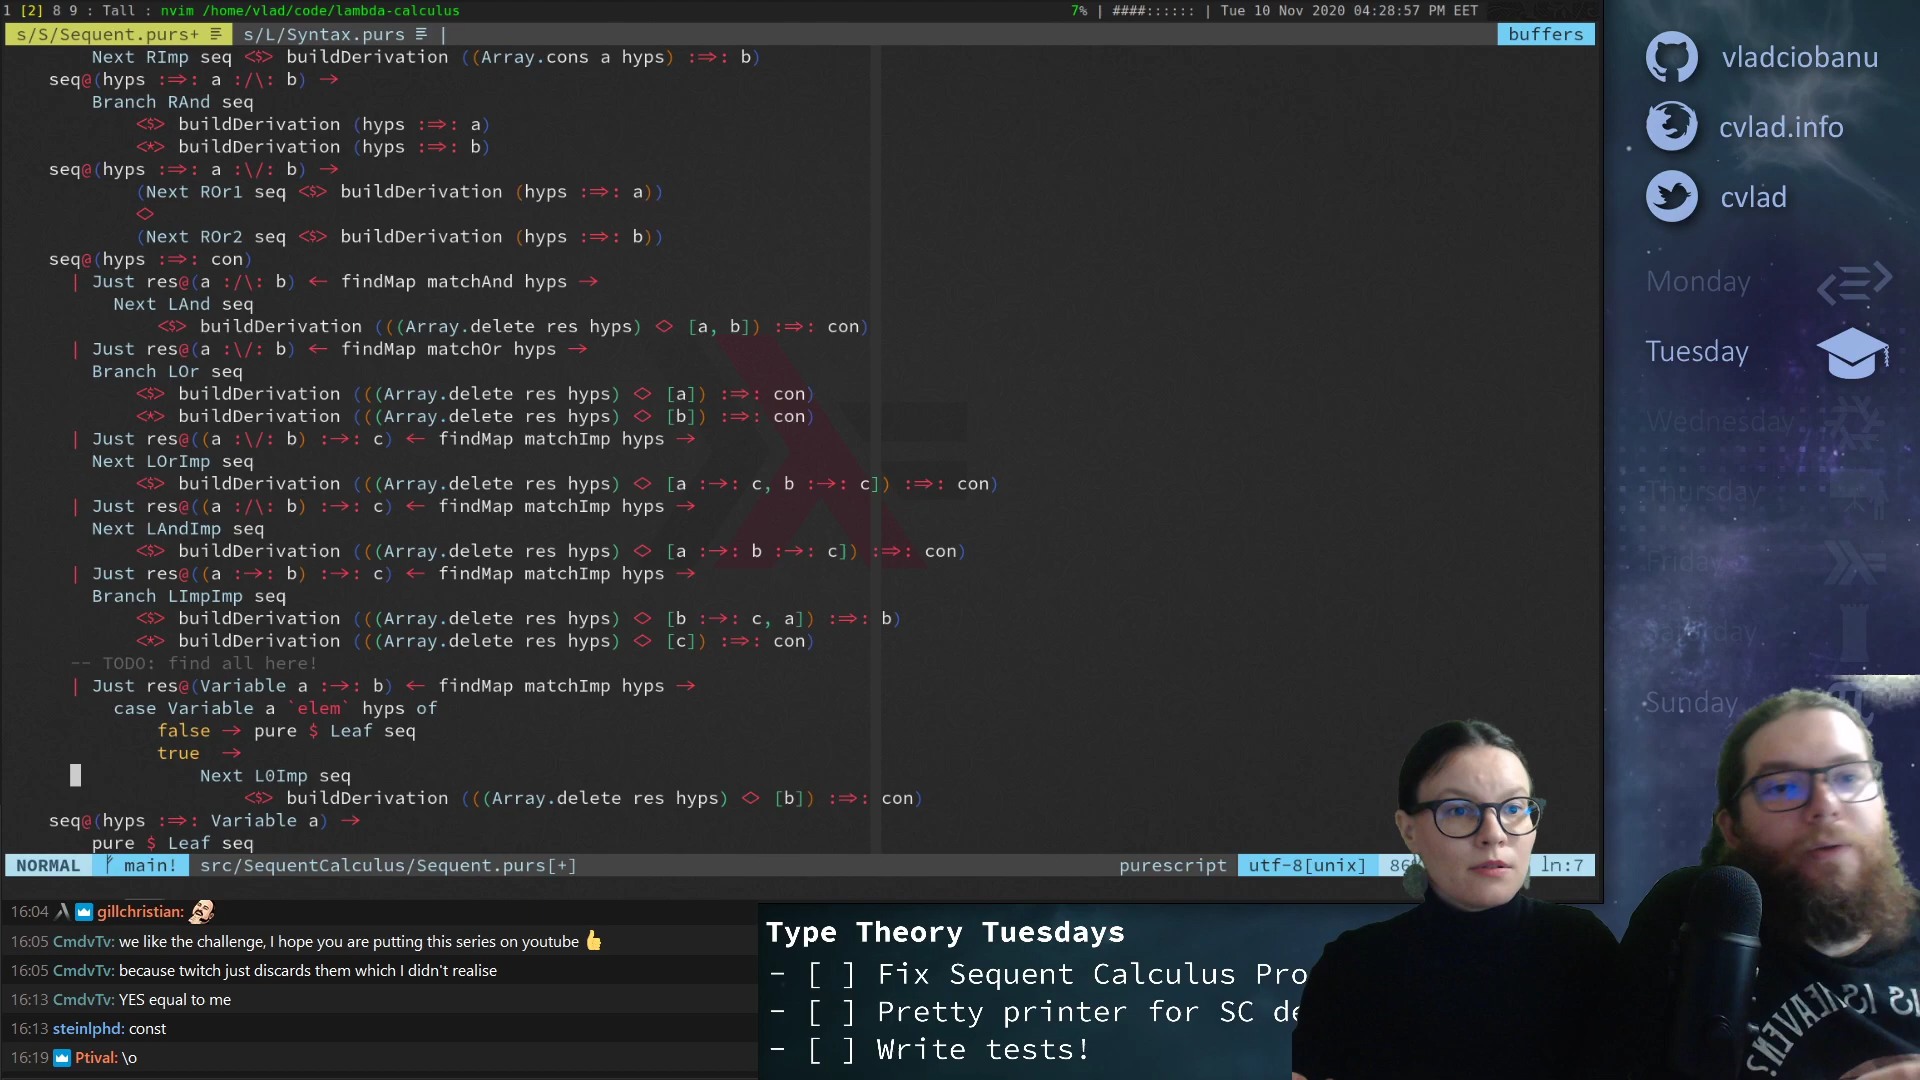 1 [2] 8 9 : Tall : nvim /home/vlad/code/lambda-calculus
7% | ####:::::: | Tue 10 Nov 2020 04:28:57 PM EET
s/S/Sequent.purs+ s/L/Syntax.purs |
buffers
Next RImp seq <$> buildDerivation ((Array.cons a hyps) :=>: b)
seq@(hyps :=>: a :/\: b) ->
Branch RAnd seq
<$> buildDerivation (hyps :=>: a)
<*> buildDerivation (hyps :=>: b)
seq@(hyps :=>: a :\/: b) ->
(Next ROr1 seq <$> buildDerivation (hyps :=>: a))
<>
(Next ROr2 seq <$> buildDerivation (hyps :=>: b))
seq@(hyps :=>: con)
| Just res@(a :/\: b) <- findMap matchAnd hyps ->
Next LAnd seq
<$> buildDerivation (((Array.delete res hyps) <> [a, b]) :=>: con)
| Just res@(a :\/: b) <- findMap matchOr hyps ->
Branch LOr seq
<$> buildDerivation (((Array.delete res hyps) <> [a]) :=>: con)
<*> buildDerivation (((Array.delete res hyps) <> [b]) :=>: con)
| Just res@((a :\/: b) :->: c) <- findMap matchImp hyps ->
Next LOrImp seq
<$> buildDerivation (((Array.delete res hyps) <> [a :->: c, b :->: c]) :=>: con)
| Just res@((a :/\: b) :->: c) <- findMap matchImp hyps ->
Next LAndImp seq
<$> buildDerivation (((Array.delete res hyps) <> [a :->: b :->: c]) :=>: con)
| Just res@((a :->: b) :->: c) <- findMap matchImp hyps ->
Branch LImpImp seq
<$> buildDerivation (((Array.delete res hyps) <> [b :->: c, a]) :=>: b)
<*> buildDerivation (((Array.delete res hyps) <> [c]) :=>: con)
-- TODO: find all here!
| Just res@(Variable a :->: b) <- findMap matchImp hyps ->
case Variable a `elem` hyps of
false -> pure $ Leaf seq
true ->
Next L0Imp seq
<$> buildDerivation (((Array.delete res hyps) <> [b]) :=>: con)
seq@(hyps :=>: Variable a) ->
pure $ Leaf seq
NORMAL main! src/SequentCalculus/Sequent.purs[+]
purescript utf-8[unix] 86 ln:7
16:04 gillchristian:
16:05 CmdvTv: we like the challenge, I hope you are putting this series on youtube
16:05 CmdvTv: because twitch just discards them which I didn't realise
16:13 CmdvTv: YES equal to me
16:13 steinlphd: const
16:19 Ptival: \o
Type Theory Tuesdays
- [ ] Fix Sequent Calculus Pro
- [ ] Pretty printer for SC de
- [ ] Write tests!
vladciobanu
cvlad.info
cvlad
Monday
Tuesday
Wednesday
Thursday
Friday
Saturday
Sunday